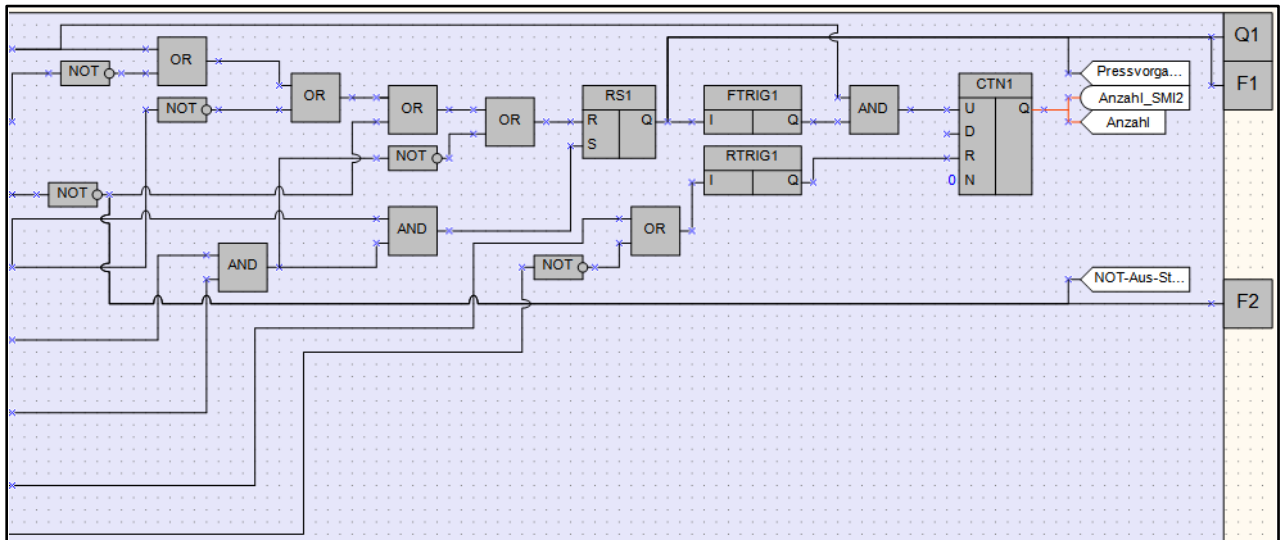 Q1
OR
NOT
Pressvorga...
F1
CTN1
OR
NOT
OR
OR
RS1
R Q
S
FTRIG1
I Q
AND
U Q
D
R
0 N
Anzahl_SMI2
Anzahl
NOT
RTRIG1
I Q
NOT
AND
OR
AND
NOT
NOT-Aus-St...
F2